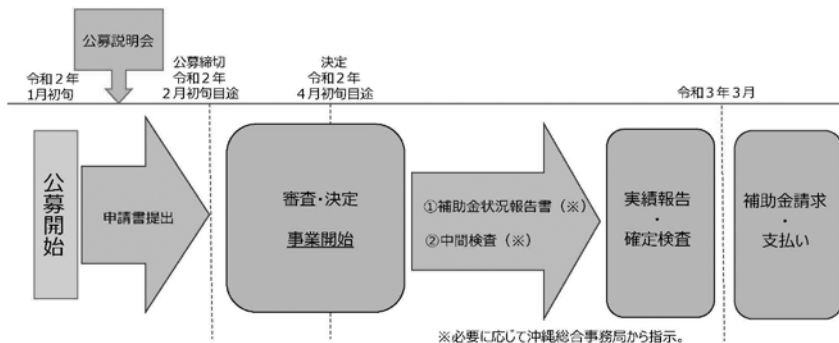 公募説明会
令和２年
1月初旬
公募締切
令和２年
２月初旬目途
決定
令和２年
４月初旬目途
令和３年３月
公募開始
申請書提出
審査・決定
事業開始
①補助金状況報告書（※）
②中間検査（※）
実績報告
・
確定検査
補助金請求
・
支払い
※必要に応じて沖縄総合事務局から指示。